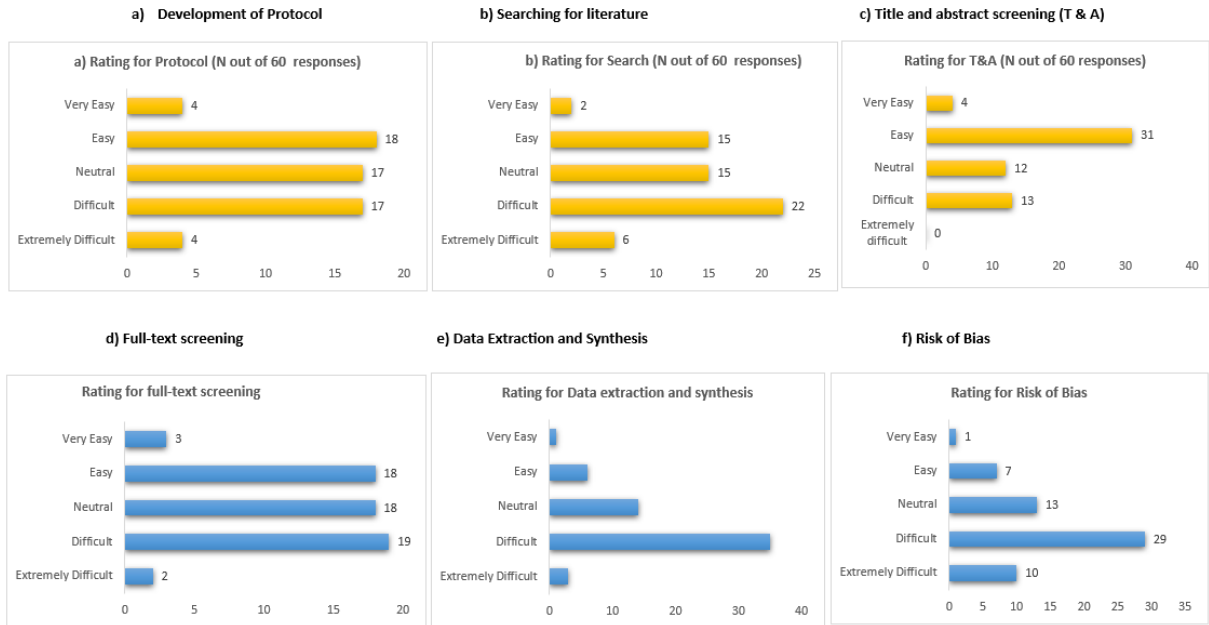 a) Development of Protocol
a) Rating for Protocol (N out of 60 responses)
Very Easy 4
Easy 18
Neutral 17
Difficult 17
Extremely Difficult 4
0 5 10 15 20
b) Searching for literature
b) Rating for Search (N out of 60 responses)
Very Easy 2
Easy 15
Neutral 15
Difficult 22
Extremely Difficult 6
0 5 10 15 20 25
c) Title and abstract screening (T & A)
Rating for T&A (N out of 60 responses)
Very Easy 4
Easy 31
Neutral 12
Difficult 13
Extremely
difficult 0
0 10 20 30 40
d) Full-text screening
Rating for full-text screening
Very Easy 3
Easy 18
Neutral 18
Difficult 19
Extremely Difficult 2
0 5 10 15 20
e) Data Extraction and Synthesis
Rating for Data extraction and synthesis
Very Easy
Easy
Neutral
Difficult
Extremely Difficult
0 10 20 30 40
f) Risk of Bias
Rating for Risk of Bias
Very Easy 1
Easy 7
Neutral 13
Difficult 29
Extremely Difficult 10
0 5 10 15 20 25 30 35